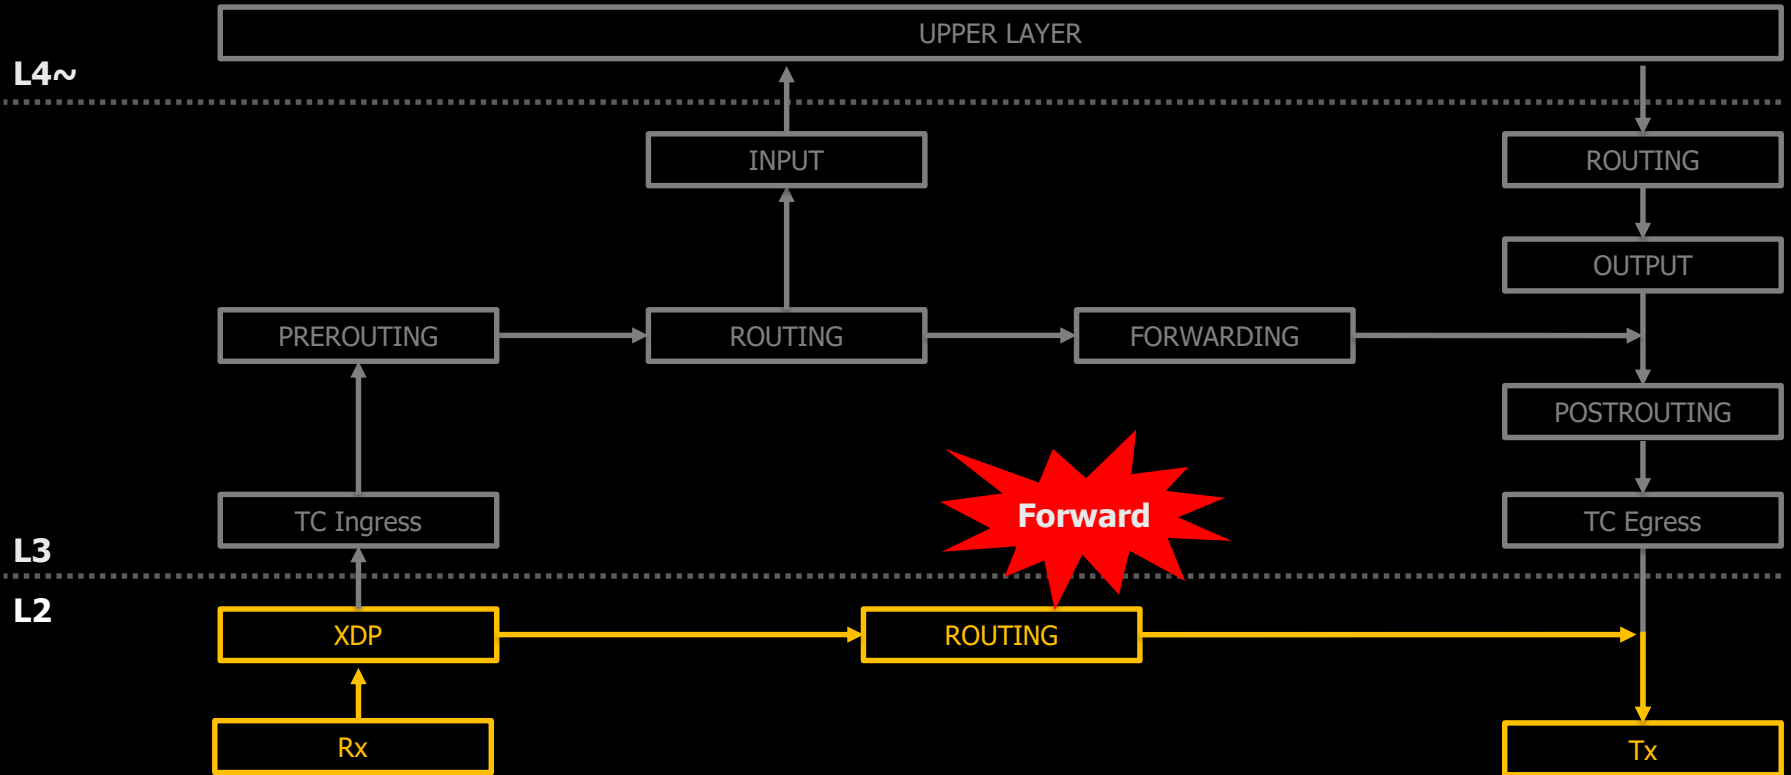 UPPER LAYER
L4~
INPUT
ROUTING
OUTPUT
PREROUTING
ROUTING
FORWARDING
POSTROUTING
TC Ingress
Forward
TC Egress
L3
L2
XDP
ROUTING
Rx
Tx